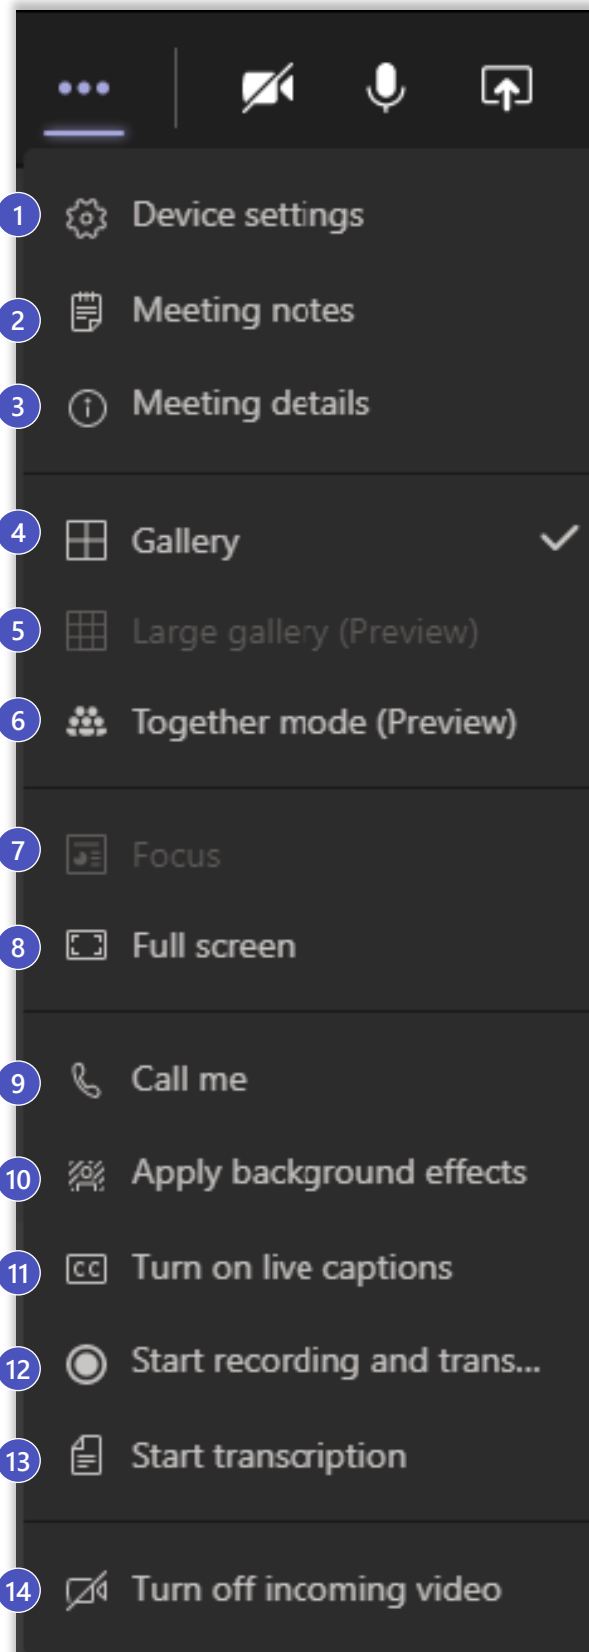 1 Device settings
2 Meeting notes
3 Meeting details
4 Gallery
5 Large gallery (Preview)
6 Together mode (Preview)
7 Focus
8 Full screen
9 Call me
10 Apply background effects
11 CC Turn on live captions
12 Start recording and trans...
13 Start transcription
14 Turn off incoming video